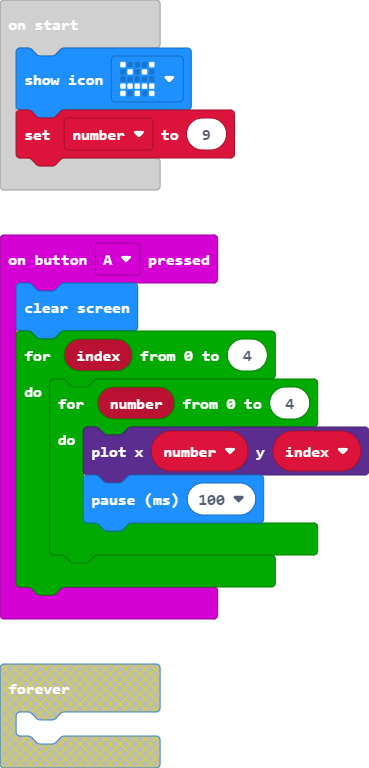 on start
show icon
set number to 9
on button A pressed
clear screen
for index from 0 to 4
do
for number from 0 to 4
do
plot x number y index
pause (ms) 100
forever